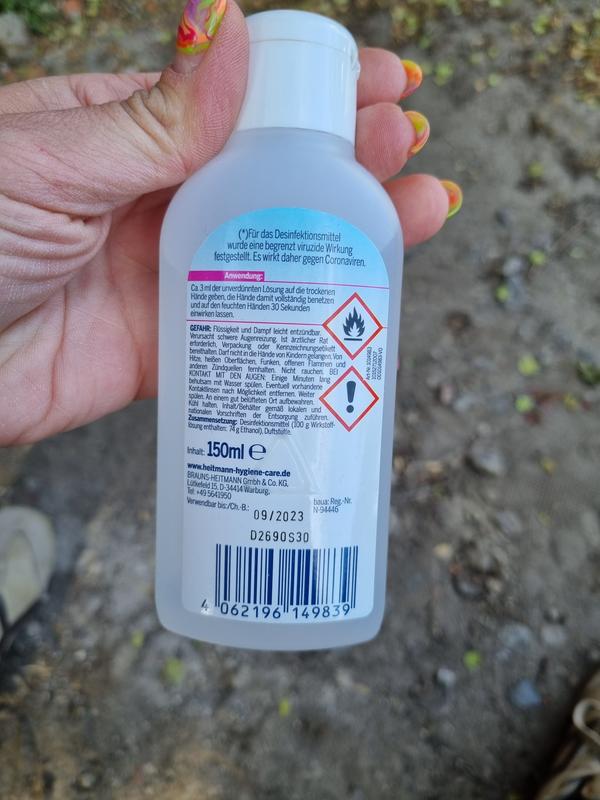 (*)Für das Desinfektionsmittel
wurde eine begrenzt viruzide Wirkung
festgestellt. Es wirkt daher gegen Coronaviren.
Anwendung:
Ca. 3 ml der unverdünnten Lösung auf die trockenen
Hände geben, die Hände damit vollständig benetzen
und auf den feuchten Händen 30 Sekunden
einwirken lassen.
GEFAHR: Flüssigkeit und Dampf leicht entzündbar.
Verursacht schwere Augenreizung. Ist ärztlicher Rat
erforderlich, Verpackung oder Kennzeichnungsetikett
bereithalten. Darf nicht in die Hände von Kindern gelangen. Von
Hitze, heißen Oberflächen, Funken, offenen Flammen und
anderen Zündquellen fernhalten. Nicht rauchen. BEI
KONTAKT MIT DEN AUGEN: Einige Minuten lang
behutsam mit Wasser spülen. Eventuell vorhandene
Kontaktlinsen nach Möglichkeit entfernen. Weiter
spülen. An einem gut belüfteten Ort aufbewahren.
Kühl halten. Inhalt/Behälter gemäß lokalen und
nationalen Vorschriften der Entsorgung zuführen.
Zusammensetzung: Desinfektionsmittel (100 g Wirkstoff-
lösung enthalten: 74 g Ethanol), Duftstoffe.
Inhalt: 150ml ℮
www.heitmann-hygiene-care.de
BRAUNS-HEITMANN GmbH & Co. KG,
Lütkefeld 15, D-34414 Warburg,
Tel: +49 5641950
Verwendbar bis:/Ch.-B.:
baua: Reg.-Nr.
N-94446
09/2023
D2690S30
4 062196 149839